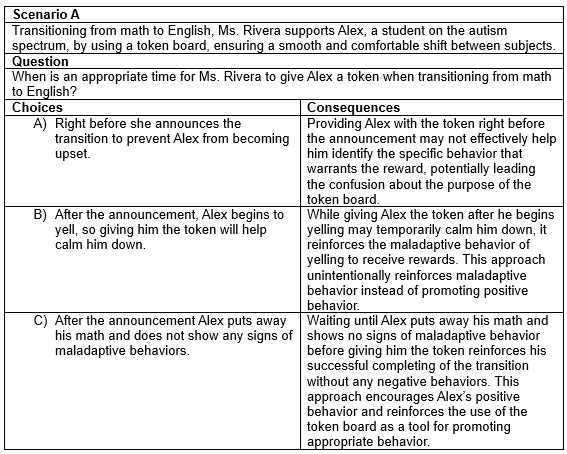 Scenario A
Transitioning from math to English, Ms. Rivera supports Alex, a student on the autism
spectrum, by using a token board, ensuring a smooth and comfortable shift between subjects.
Question
When is an appropriate time for Ms. Rivera to give Alex a token when transitioning from math
to English?
Choices
Consequences
A) Right before she announces the
transition to prevent Alex from becoming
upset.
Providing Alex with the token right before
the announcement may not effectively help
him identify the specific behavior that
warrants the reward, potentially leading
the confusion about the purpose of the
token board.
B) After the announcement, Alex begins to
yell, so giving him the token will help
calm him down.
While giving Alex the token after he begins
yelling may temporarily calm him down, it
reinforces the maladaptive behavior of
yelling to receive rewards. This approach
unintentionally reinforces maladaptive
behavior instead of promoting positive
behavior.
C) After the announcement Alex puts away
his math and does not show any signs of
maladaptive behaviors.
Waiting until Alex puts away his math and
shows no signs of maladaptive behavior
before giving him the token reinforces his
successful completing of the transition
without any negative behaviors. This
approach encourages Alex's positive
behavior and reinforces the use of the
token board as a tool for promoting
appropriate behavior.